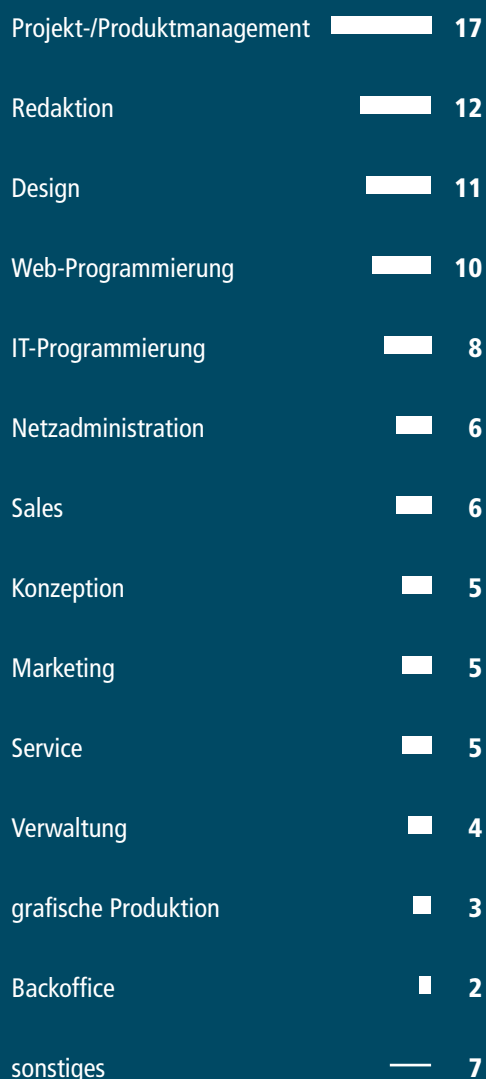 Projekt-/Produktmanagement 17
Redaktion 12
Design 11
Web-Programmierung 10
IT-Programmierung 8
Netzadministration 6
Sales 6
Konzeption 5
Marketing 5
Service 5
Verwaltung 4
grafische Produktion 3
Backoffice 2
sonstiges 7